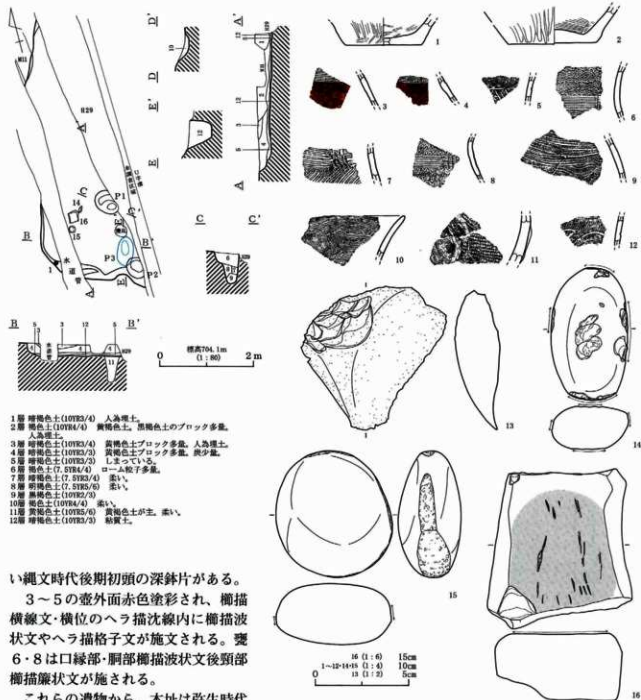 D'
D
E'
E
A'
A
H29
A'
C
C'
P1
14
16
15
P3
P2
B
B'
1
水道管
A
10
12
C
C'
B
B'
標高704.1m
(1:80)
0
2m
1層 暗褐色土(10YR3/4) 人為埋土。
2層 褐色土(10YR4/4) 黄褐色土。黒褐色土のブロック多量。
人為埋土。
3層 暗褐色土(10YR3/4) 黄褐色土ブロック多量。人為埋土。
4層 暗褐色土(10YR3/3) 黄褐色土ブロック多量。炭少量。
5層 暗褐色土(10YR3/3) しまっている。
6層 褐色土(7.5YR4/4) ローム粒子多量。
7層 暗褐色土(7.5YR3/4) 柔い。
8層 明褐色土(7.5YR5/6) 柔い。
9層 黒褐色土(10YR2/3)
10層 褐色土(10YR4/4) 柔い。
11層 黄褐色土(10YR5/6) 黄褐色土が主。柔い。
12層 暗褐色土(10YR3/3) 粘質土。
い縄文時代後期初頭の深鉢片がある。
3～5の壺外面赤色塗彩され、櫛描
横線文・横位のヘラ描沈線内に櫛描波
状文やヘラ描格子文が施文される。甕
6・8は口縁部・胴部櫛描波状文後頸部
櫛描簾状文が施される。
これらの遺物から、本址は弥生時代
1
2
3
4
5
6
7
8
9
10
11
12
13
14
15
16
16 (1:6) 15cm
1～12・14・15 (1:4) 10cm
0 13 (1:2) 5cm